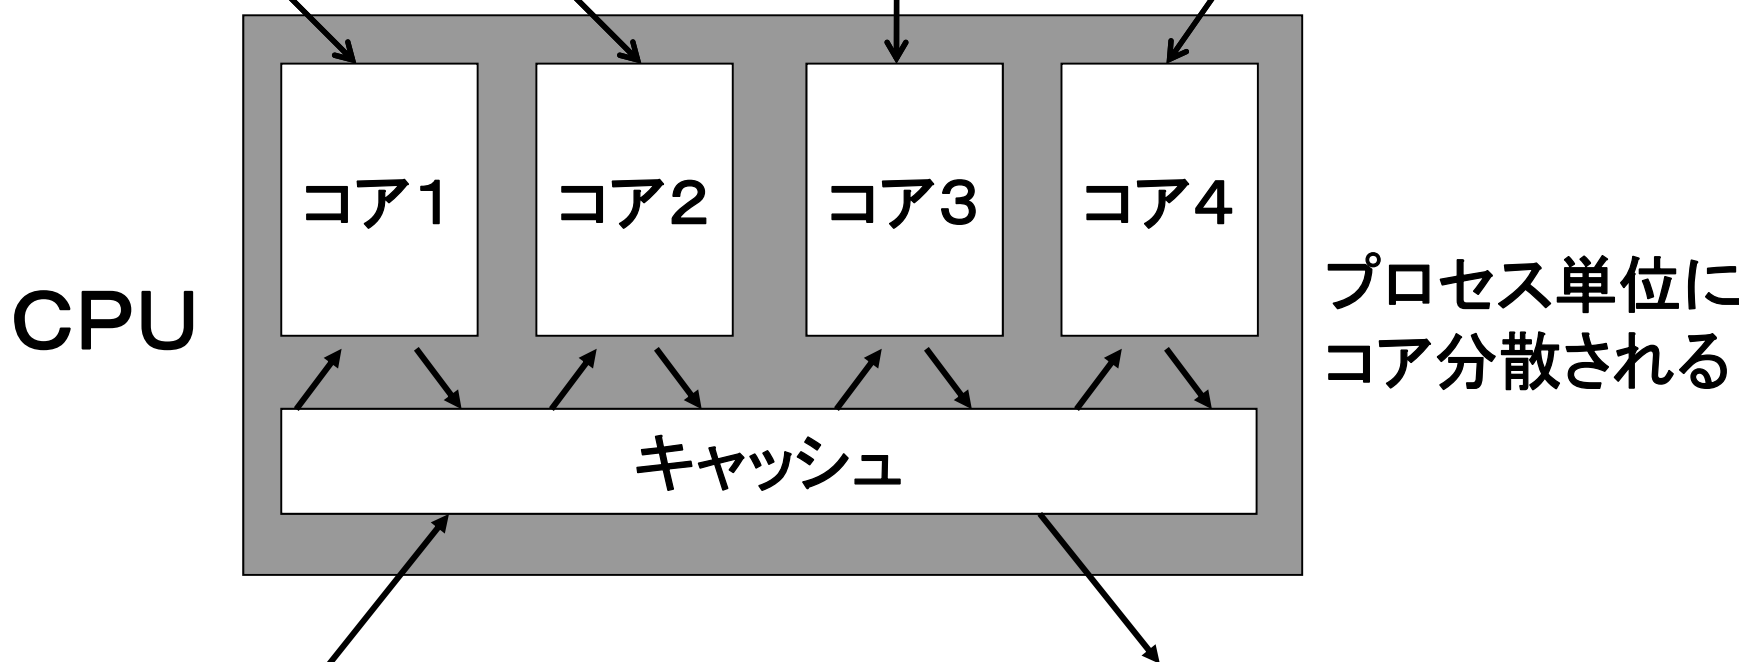 コア１
コア２
コア３
コア４
ＣＰＵ
プロセス単位に
コア分散される
キャッシュ